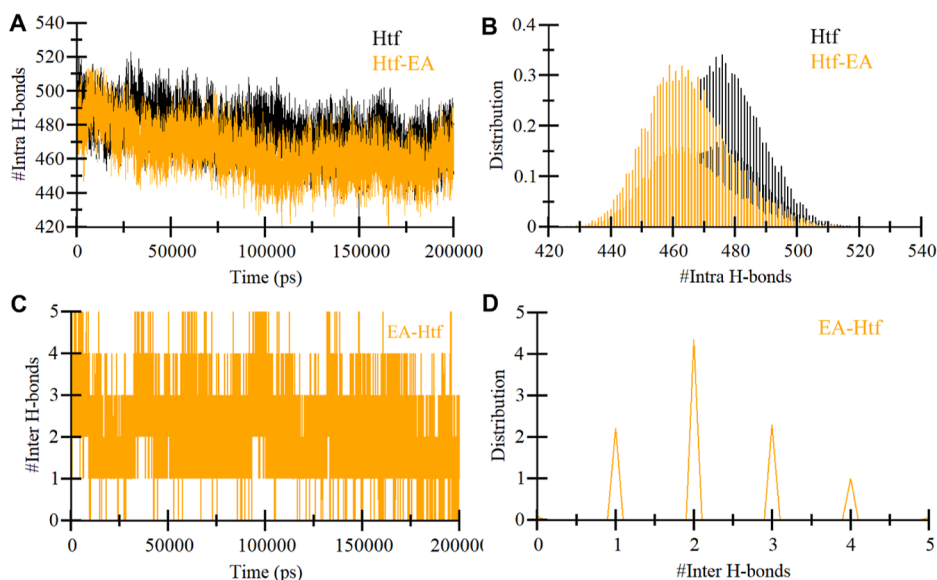 A
#Intra H-bonds
540
520
500
480
460
440
420
Htf
Htf-EA
0
50000
100000
150000
200000
Time (ps)
B
Distribution
0.4
0.3
0.2
0.1
0
Htf
Htf-EA
420
440
460
480
500
520
540
#Intra H-bonds
C
#Inter H-bonds
5
4
3
2
1
0
EA-Htf
0
50000
100000
150000
200000
Time (ps)
D
Distribution
5
4
3
2
1
0
EA-Htf
0
1
2
3
4
5
#Inter H-bonds